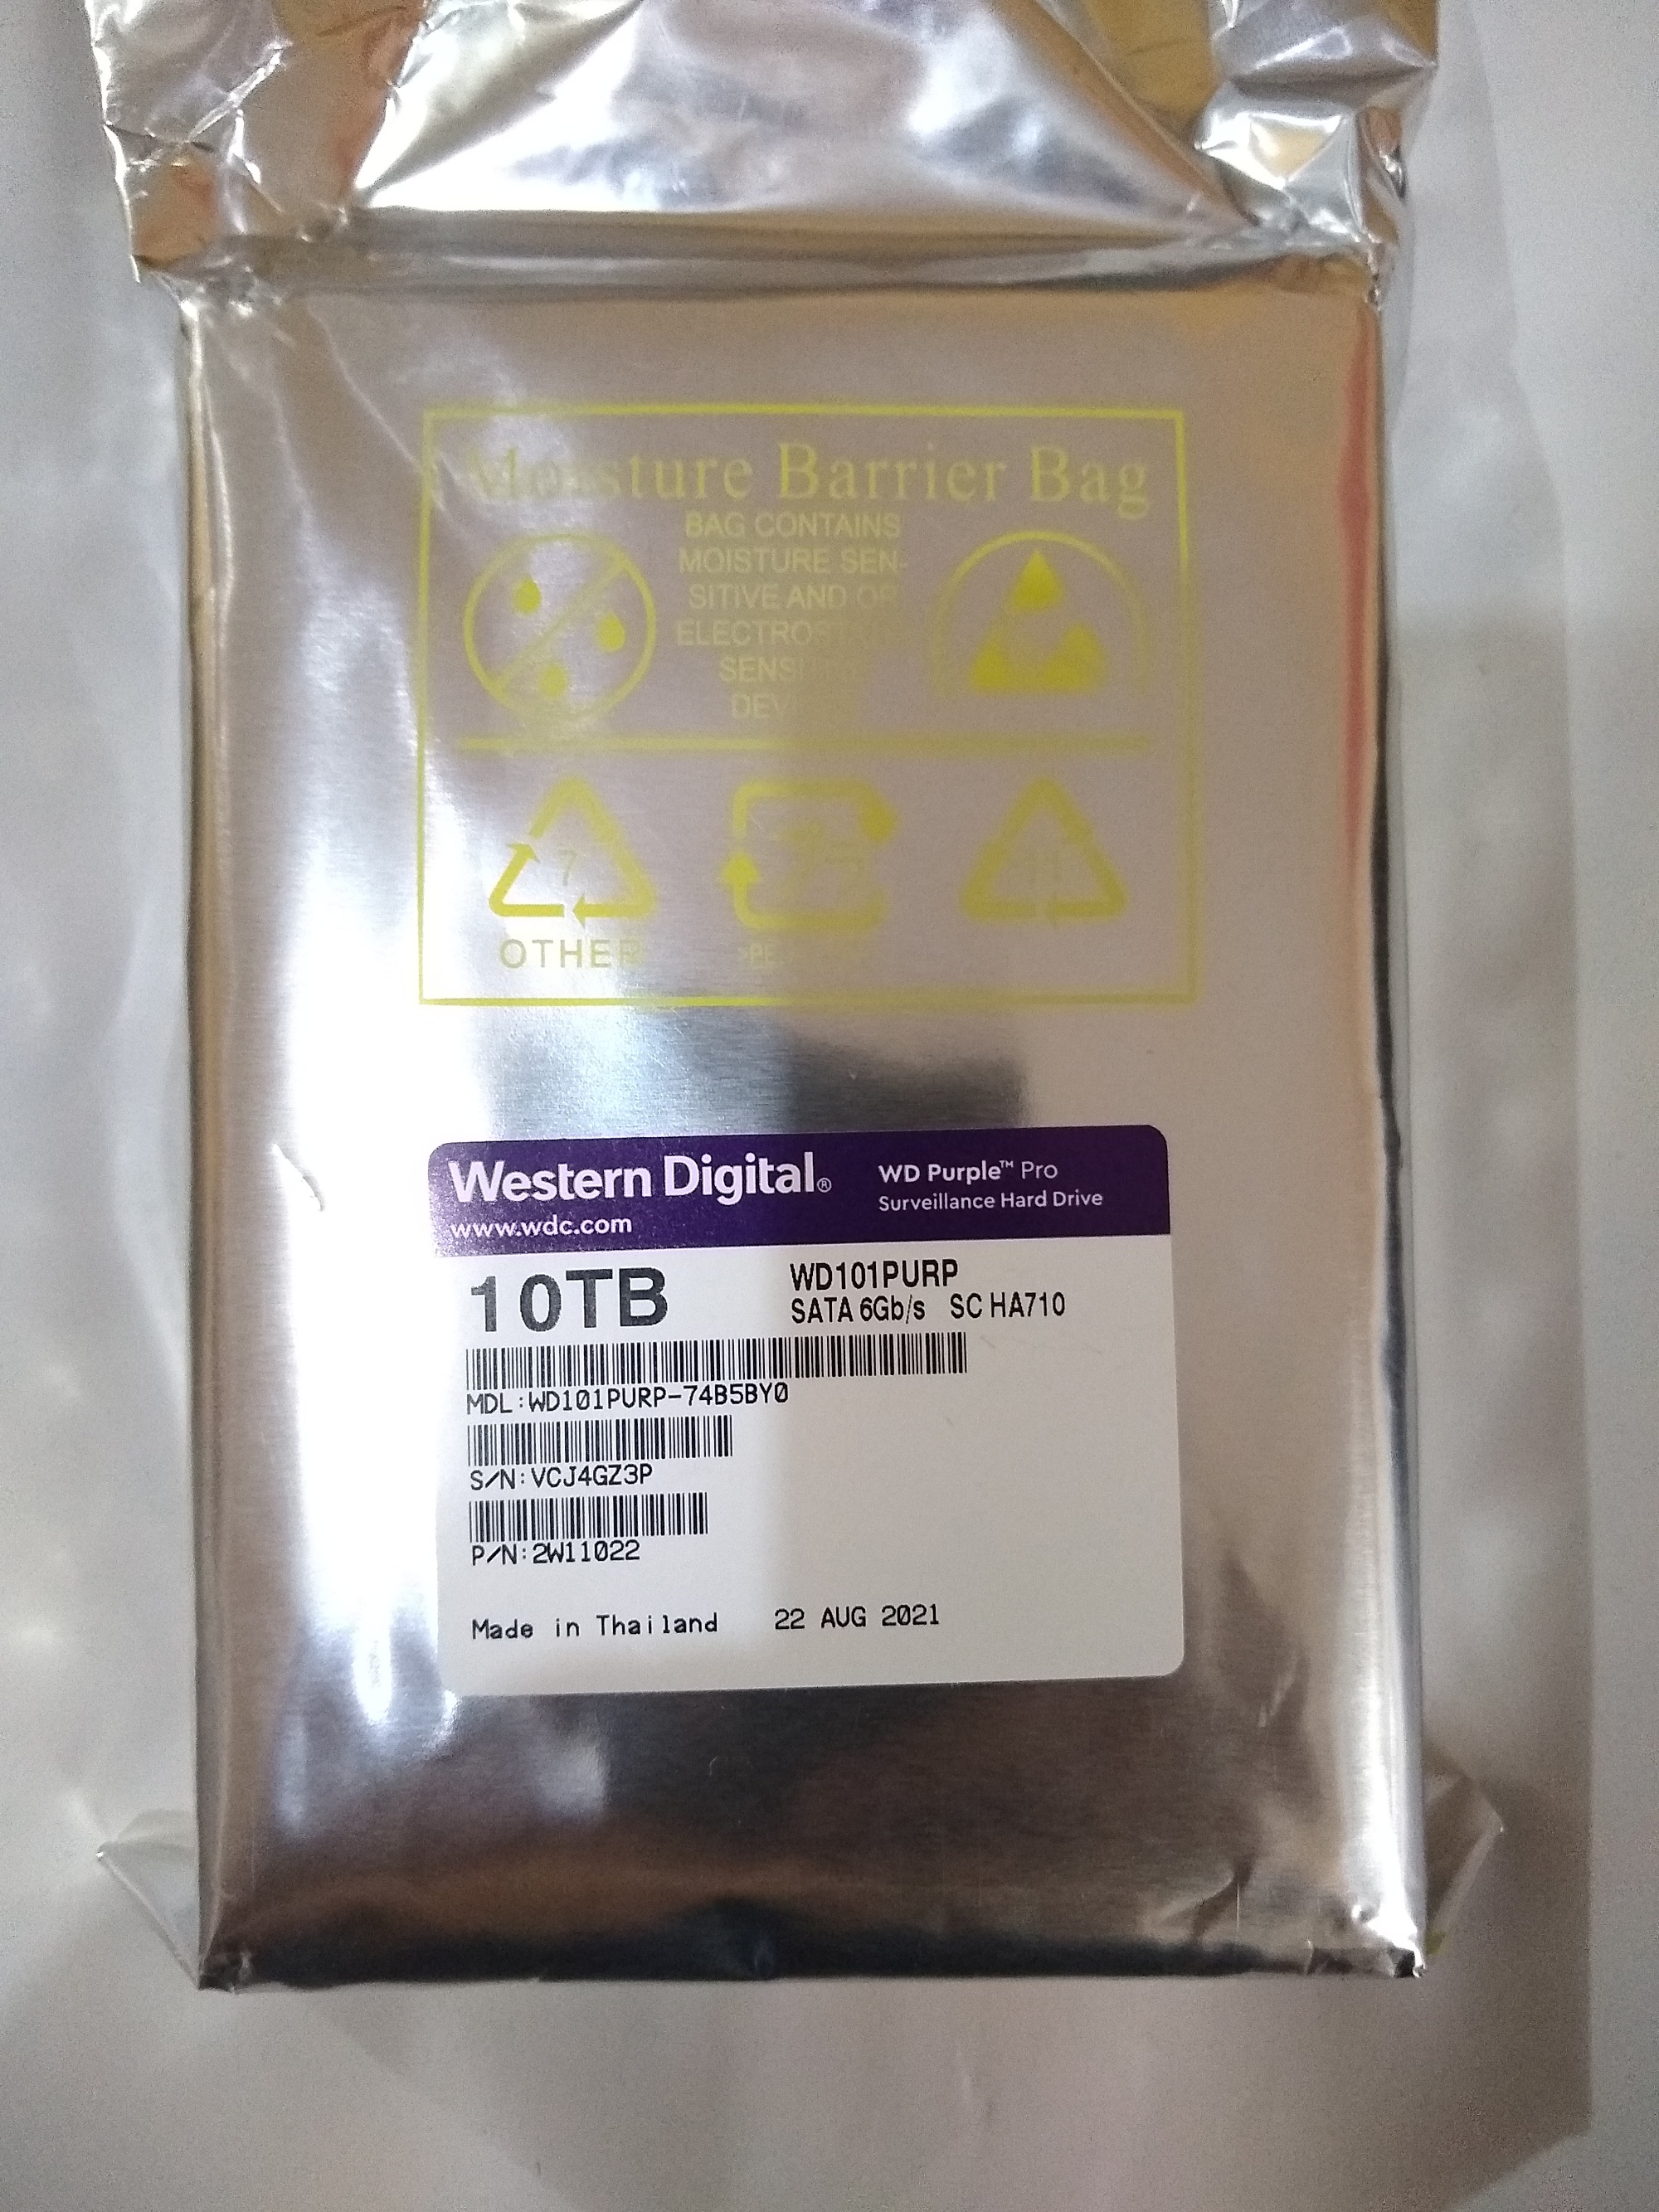 Moisture Barrier Bag
BAG CONTAINS
MOISTURE SEN-
SITIVE AND OR
7
11
OTHER
Western Digital®
www.wdc.com
WD Purple™ Pro
Surveillance Hard Drive
10TB
WD101PURP
SATA 6Gb/s SC HA710
MDL:WD101PURP-74B5BY0
S/N:VCJ4GZ3P
P/N:2W11022
Made in Thailand 22 AUG 2021